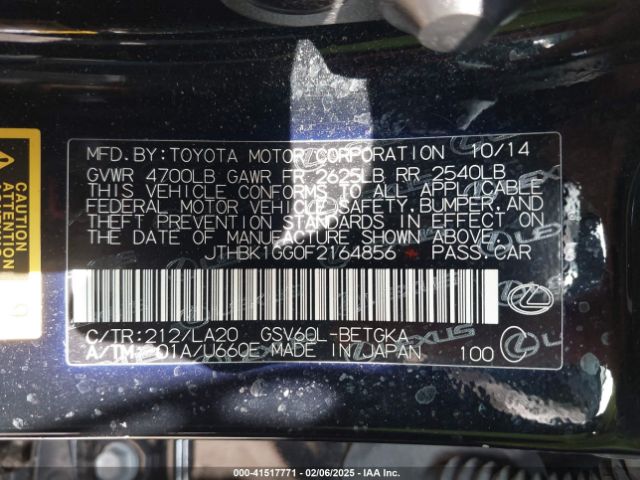 MFD.BY:TOYOTA MOTOR CORPORATION 10/14
GVWR 4700LB GAWR FR 2625LB RR 2540LB
THIS VEHICLE CONFORMS TO ALL APPLICABLE
FEDERAL MOTOR VEHICLE SAFETY, BUMPER, AND
THEFT PREVENTION STANDARDS IN EFFECT ON
THE DATE OF MANUFACTURE SHOWN ABOVE.
* JTHBK1GG0F2164856 * PASS.CAR
C/TR:212/LA20 GSV60L-BETGKA
A/TM:-01A/U660E MADE IN JAPAN 100
LEXUS
00-41517771 — 02/06/2025 — IAA Inc.